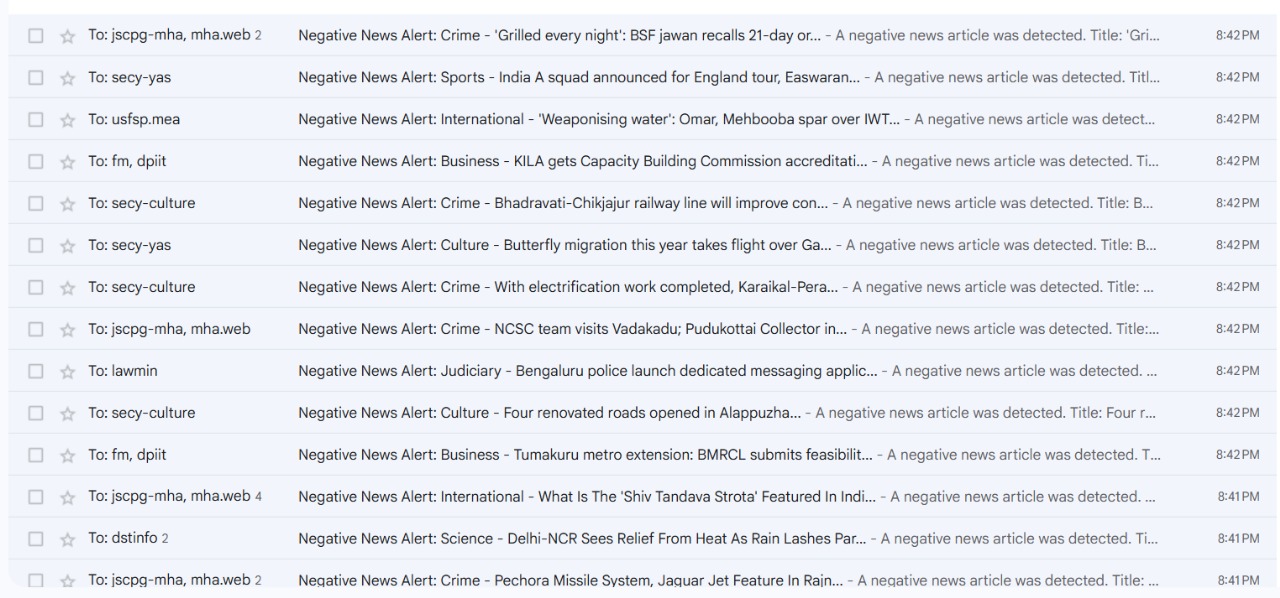 To: jscpg-mha, mha.web 2 Negative News Alert: Crime - 'Grilled every night': BSF jawan recalls 21-day or... - A negative news article was detected. Title: 'Gri... 8:42 PM
To: secy-yas Negative News Alert: Sports - India A squad announced for England tour, Easwaran... - A negative news article was detected. Titl... 8:42 PM
To: usfsp.mea Negative News Alert: International - 'Weaponising water': Omar, Mehbooba spar over IWT... - A negative news article was detect... 8:42 PM
To: fm, dpiit Negative News Alert: Business - KILA gets Capacity Building Commission accreditati... - A negative news article was detected. Ti... 8:42 PM
To: secy-culture Negative News Alert: Crime - Bhadravati-Chikjajur railway line will improve con... - A negative news article was detected. Title: B... 8:42 PM
To: secy-yas Negative News Alert: Culture - Butterfly migration this year takes flight over Ga... - A negative news article was detected. Title: B... 8:42 PM
To: secy-culture Negative News Alert: Crime - With electrification work completed, Karaikal-Pera... - A negative news article was detected. Title: ... 8:42 PM
To: jscpg-mha, mha.web Negative News Alert: Crime - NCSC team visits Vadakadu; Pudukottai Collector in... - A negative news article was detected. Title:... 8:42 PM
To: lawmin Negative News Alert: Judiciary - Bengaluru police launch dedicated messaging applic... - A negative news article was detected. ... 8:42 PM
To: secy-culture Negative News Alert: Culture - Four renovated roads opened in Alappuzha... - A negative news article was detected. Title: Four r... 8:42 PM
To: fm, dpiit Negative News Alert: Business - Tumakuru metro extension: BMRCL submits feasibilit... - A negative news article was detected. T... 8:42 PM
To: jscpg-mha, mha.web 4 Negative News Alert: International - What Is The 'Shiv Tandava Strota' Featured In Indi... - A negative news article was detected. ... 8:41 PM
To: dstinfo 2 Negative News Alert: Science - Delhi-NCR Sees Relief From Heat As Rain Lashes Par... - A negative news article was detected. Ti... 8:41 PM
To: jscpg-mha, mha.web 2 Negative News Alert: Crime - Pechora Missile System, Jaguar Jet Feature In Rajn... - A negative news article was detected. Title: ... 8:41 PM